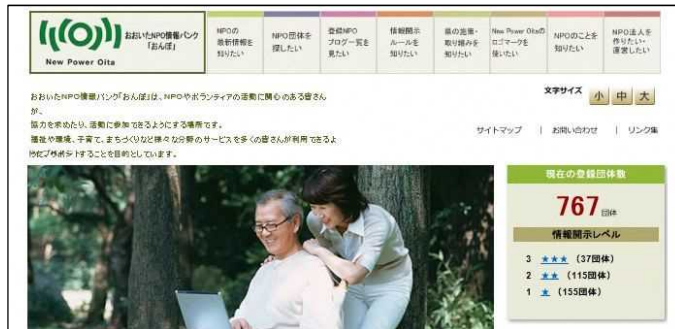 おおいたNPO情報バンク
「おんぽ」
New Power Oita
NPOの
最新情報を
知りたい
NPO団体を
探したい
登録NPO
ブログ一覧を
見たい
情報開示
ルールを
知りたい
県の施策・
取り組みを
知りたい
New Power Oitaの
ロゴマークを
使いたい
NPOのことを
知りたい
NPO法人を
作りたい・
運営したい
おおいたNPO情報バンク「おんぽ」は、NPOやボランティアの活動に関心のある皆さん
が、
協力を求めたり、活動に参加できるようにする場所です。
福祉や環境、子育て、まちづくりなど様々な分野のサービスを多くの皆さんが利用できるよ
うにサポートすることを目的としています。
文字サイズ 小 中 大
サイトマップ | お問い合わせ | リンク集
現在の登録団体数
767 団体
情報開示レベル
3 ★★★ (37団体)
2 ★★ (115団体)
1 ★ (155団体)